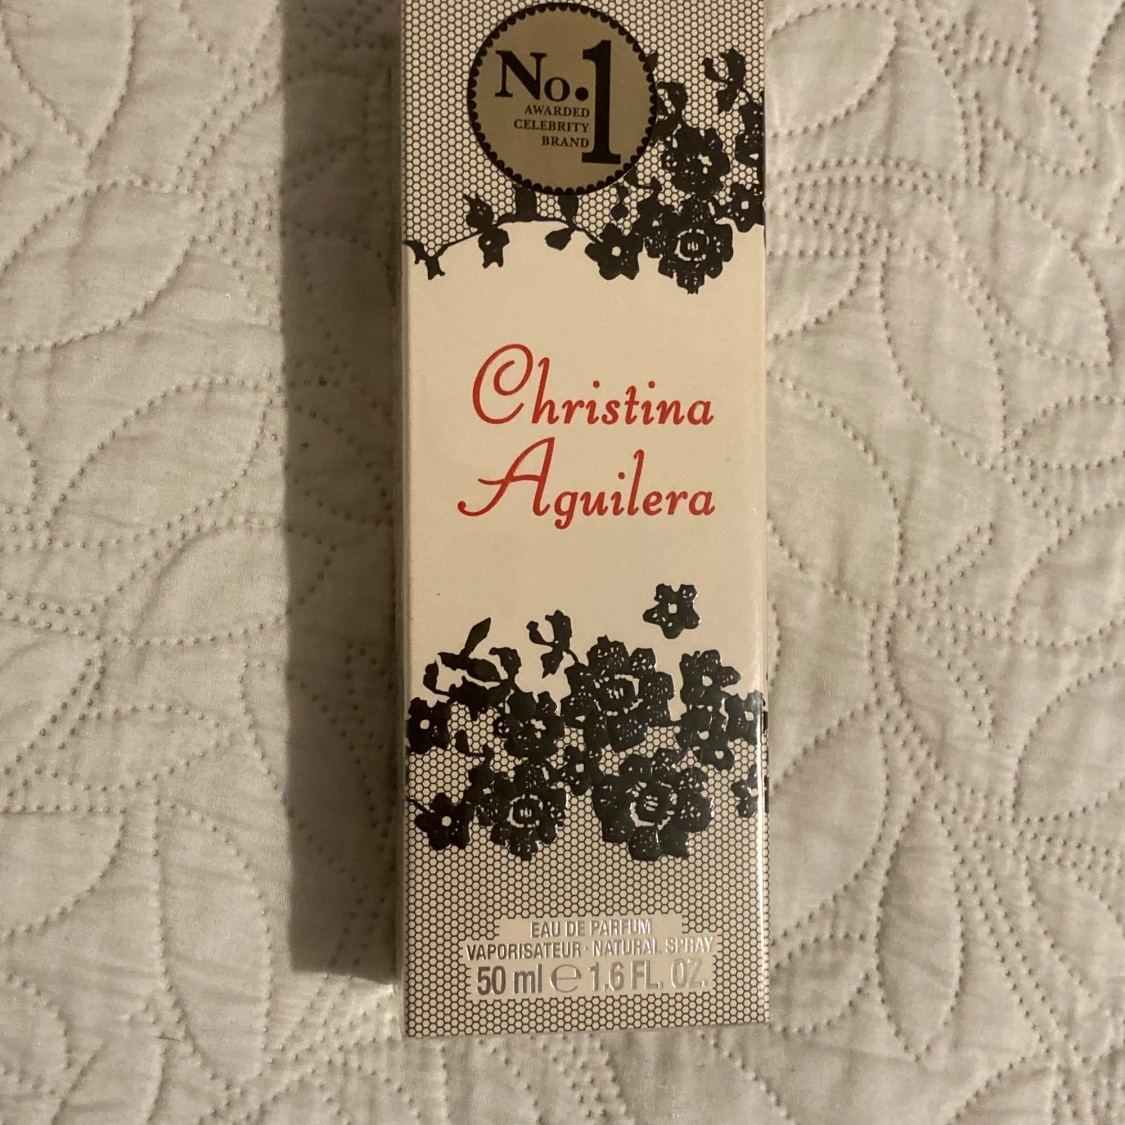 No.1
AWARDED
CELEBRITY
BRAND
Christina
Aguilera
EAU DE PARFUM
VAPORISATEUR · NATURAL SPRAY
50 ml ℮ 1.6 FL. OZ.